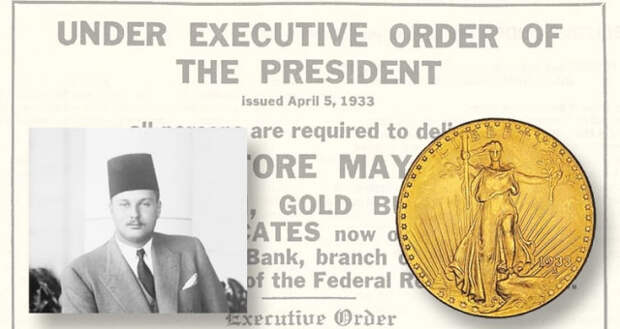 UNDER EXECUTIVE ORDER OF
THE PRESIDENT
issued April 5, 1933
all persons are required to deli
MAY
GOLD
CATES now
Bank, branch
of the Federal
Executive Order
1933